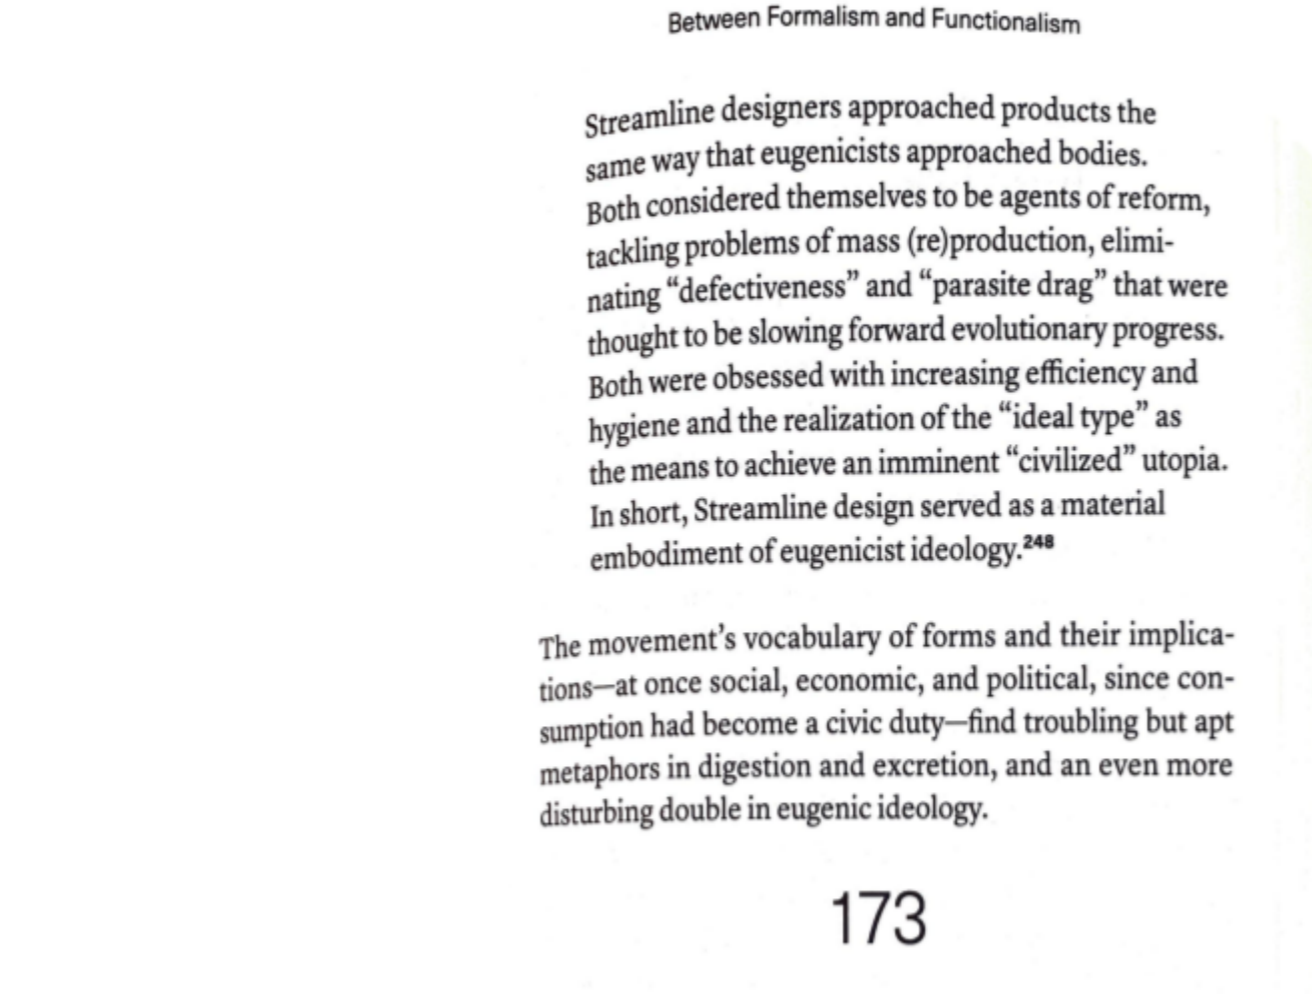 Between Formalism and Functionalism
Streamline designers approached products the
same way that eugenicists approached bodies.
Both considered themselves to be agents of reform,
tackling problems of mass (re)production, elimi-
nating “defectiveness” and “parasite drag” that were
thought to be slowing forward evolutionary progress.
Both were obsessed with increasing efficiency and
hygiene and the realization of the “ideal type” as
the means to achieve an imminent “civilized” utopia.
In short, Streamline design served as a material
embodiment of eugenicist ideology.248
The movement’s vocabulary of forms and their implica-
tions—at once social, economic, and political, since con-
sumption had become a civic duty—find troubling but apt
metaphors in digestion and excretion, and an even more
disturbing double in eugenic ideology.
173